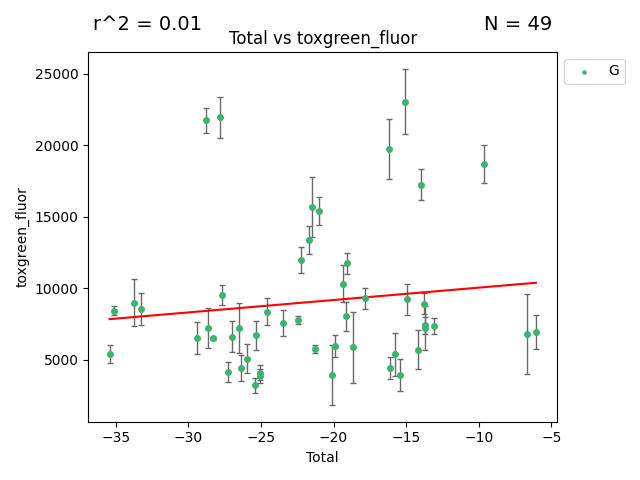 r^2 = 0.01
N = 49
Total vs toxgreen_fluor
G
25000
20000
15000
10000
5000
toxgreen_fluor
−35
−30
−25
−20
−15
−10
−5
Total